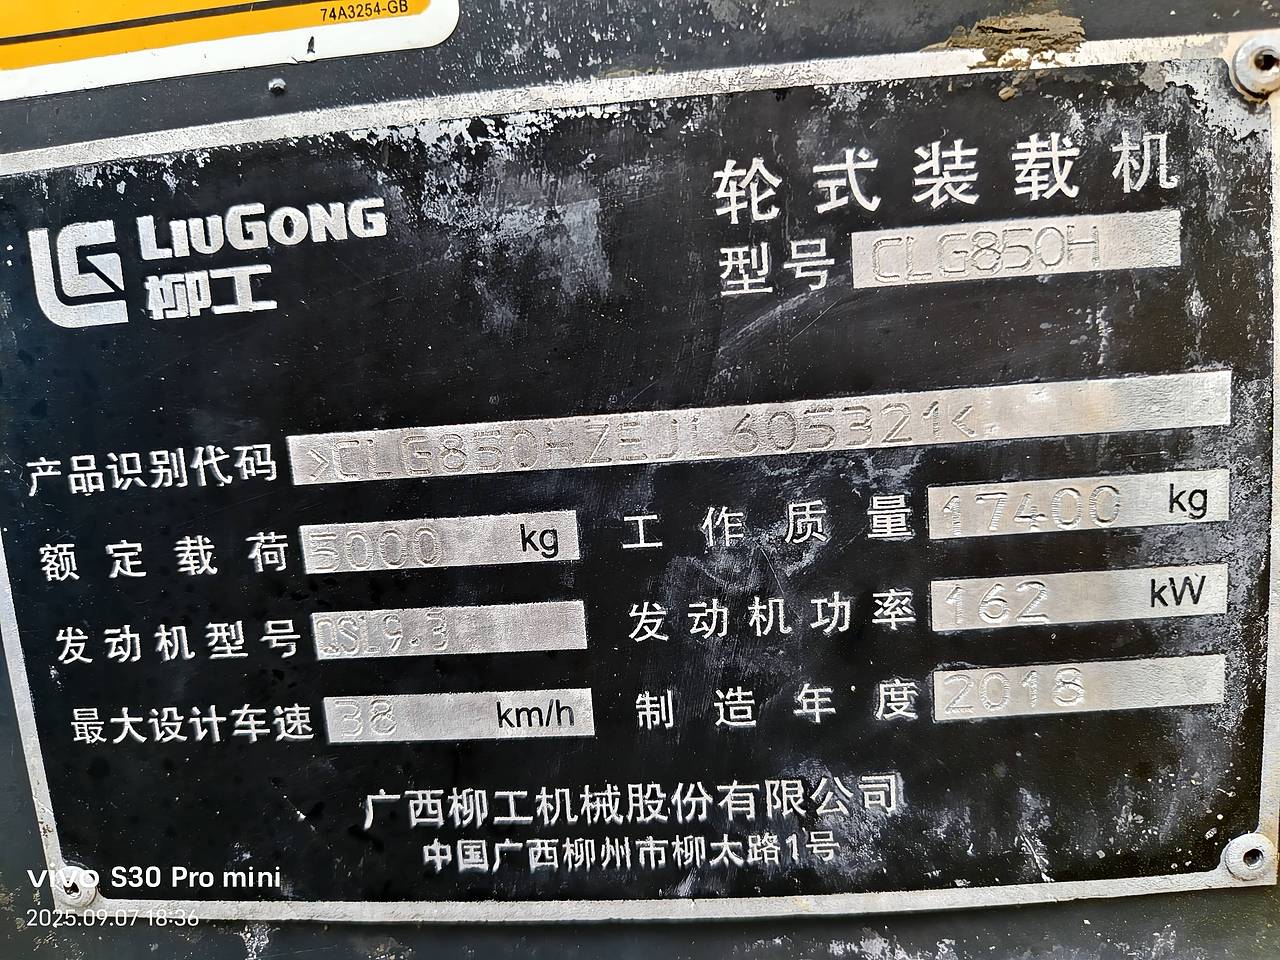 74A3254-GB
LIUGONG
柳工
轮式装载机
型号 CLG850H
产品识别代码 >CLG850HZEJL605321<
额定载荷 5000 kg 工作质量 17400 kg
发动机型号 QSL9.3 发动机功率 162 kW
最大设计车速 38 km/h 制造年度 2018
广西柳工机械股份有限公司
中国广西柳州市柳太路1号
vivo S30 Pro mini
2025.09.07 18:36